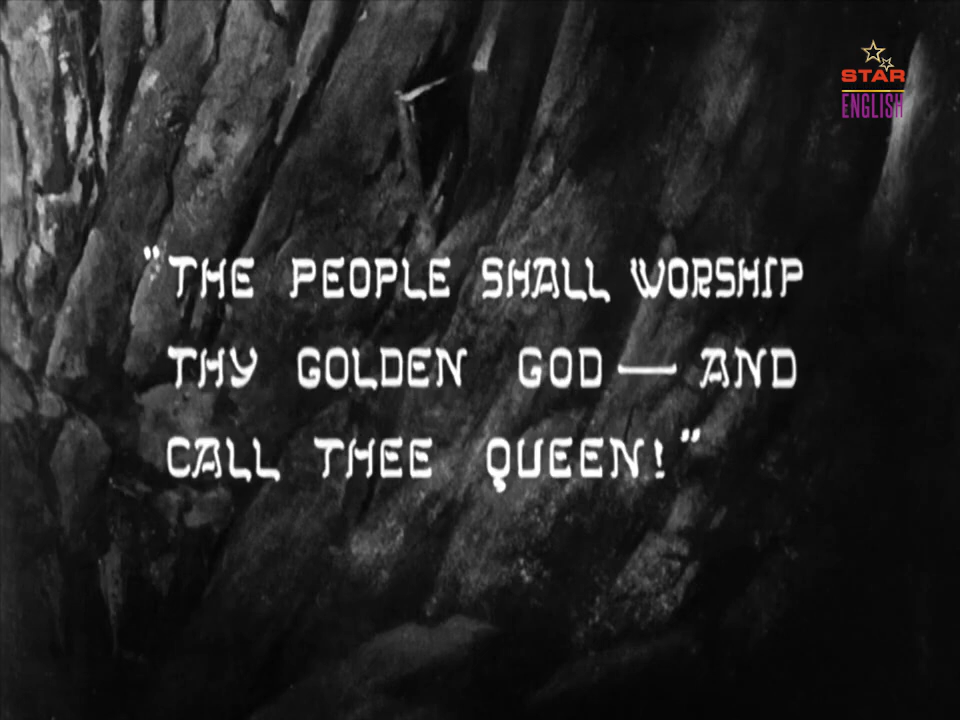 STAR
ENGLISH
"THE PEOPLE SHALL WORSHIP
THY GOLDEN GOD — AND
CALL THEE QUEEN!"